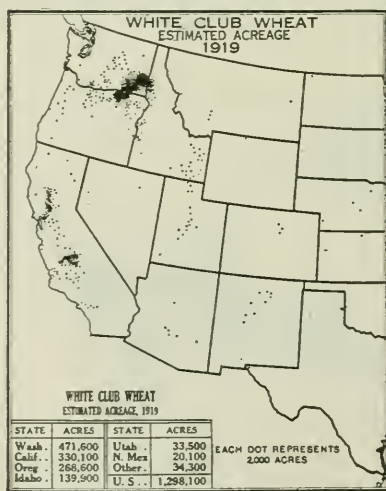 WHITE CLUB WHEAT
ESTIMATED ACREAGE
1919
WHITE CLUB WHEAT
ESTIMATED ACREAGE, 1919
STATE ACRES STATE ACRES
Wash. 471,600 Utah . 33,500
Calif. . 330,100 N. Mex 20,100
Oreg . 268,600 Other. 34,300
Idaho . 139,900 U. S. . 1,298,100
EACH DOT REPRESENTS
2,000 ACRES